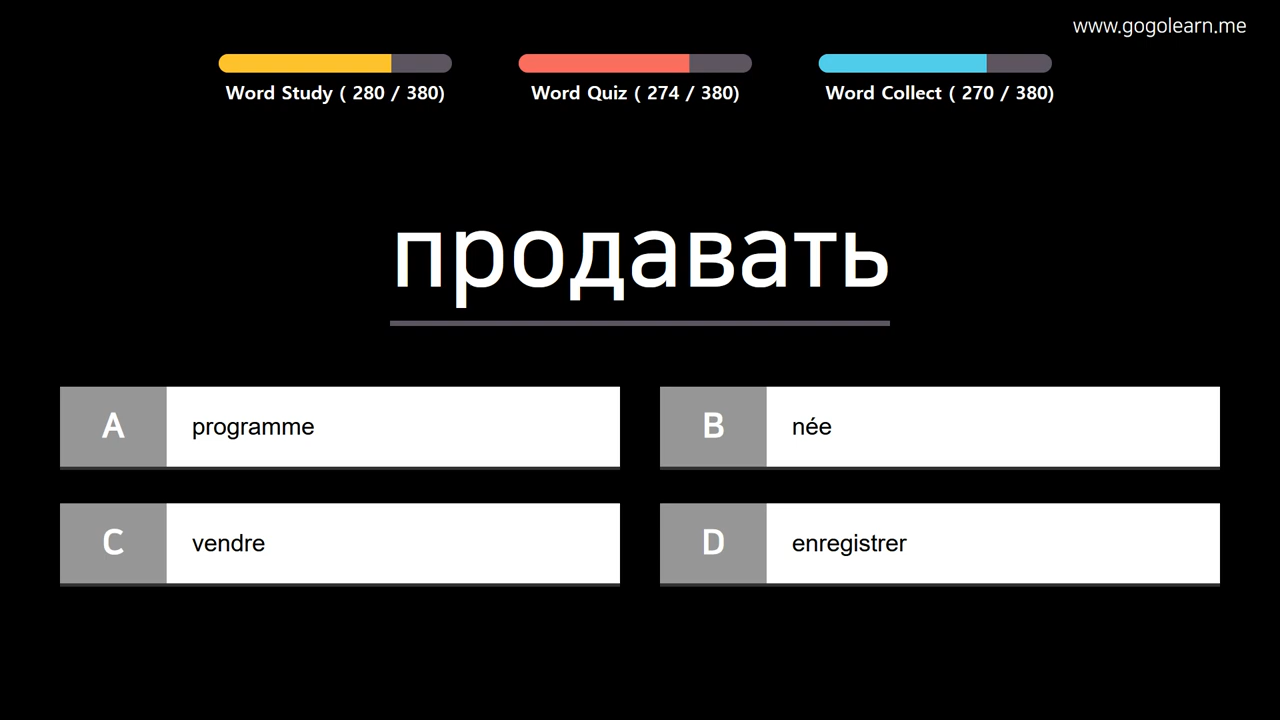 www.gogolearn.me
Word Study ( 280 / 380)
Word Quiz ( 274 / 380)
Word Collect ( 270 / 380)
продавать
A programme
B née
C vendre
D enregistrer